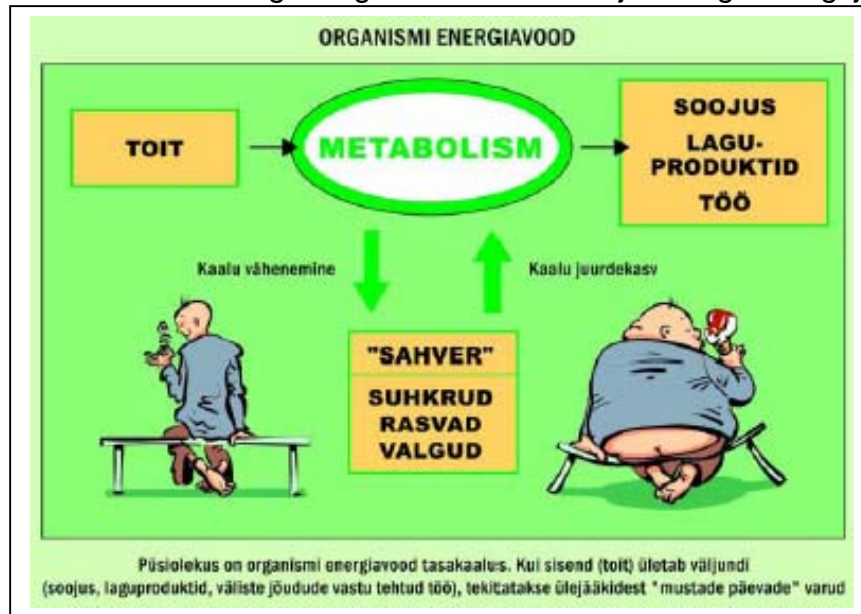 ORGANISMI ENERGIAVOOD
TOIT
METABOLISM
SOOJUS
LAGU-
PRODUKTID
TÖÖ
Kaalu vähenemine
Kaalu juurdekasv
"SAHVER"
SUHKRUD
RASVAD
VALGUD
Püsiolekus on organismi energiavood tasakaalus. Kui sisend (toit) ületab väljundi
(soojus, laguproduktid, väliste jõudude vastu tehtud töö), tekitatakse ülejääkidest "mustade päevade" varud